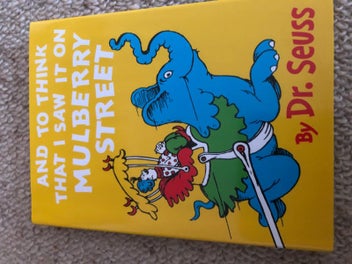 AND TO THINK
THAT I SAW IT ON
MULBERRY
STREET
By Dr. Seuss